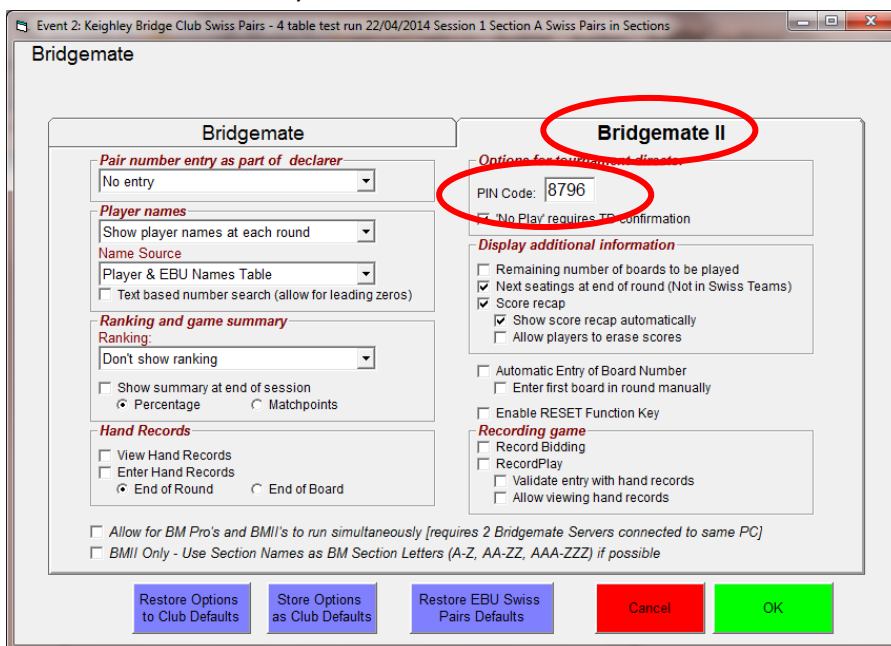 Event 2: Keighley Bridge Club Swiss Pairs - 4 table test run 22/04/2014 Session 1 Section A Swiss Pairs in Sections
Bridgemate
Bridgemate
Bridgemate II
Pair number entry as part of declarer
No entry
Player names
Show player names at each round
Name Source
Player & EBU Names Table
Text based number search (allow for leading zeros)
Ranking and game summary
Ranking:
Don't show ranking
Show summary at end of session
Percentage
Matchpoints
Hand Records
View Hand Records
Enter Hand Records
End of Round
End of Board
Options for tournament director
PIN Code: 8796
'No Play' requires TD confirmation
Display additional information
Remaining number of boards to be played
Next seatings at end of round (Not in Swiss Teams)
Score recap
Show score recap automatically
Allow players to erase scores
Automatic Entry of Board Number
Enter first board in round manually
Enable RESET Function Key
Recording game
Record Bidding
RecordPlay
Validate entry with hand records
Allow viewing hand records
Allow for BM Pro's and BMII's to run simultaneously [requires 2 Bridgemate Servers connected to same PC]
BMII Only - Use Section Names as BM Section Letters (A-Z, AA-ZZ, AAA-ZZZ) if possible
Restore Options
to Club Defaults
Store Options
as Club Defaults
Restore EBU Swiss
Pairs Defaults
Cancel
OK